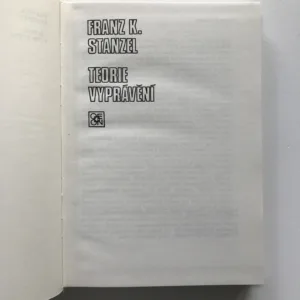 FRANZ K.
STANZEL
TEORIE
VYPRÁVĚNÍ